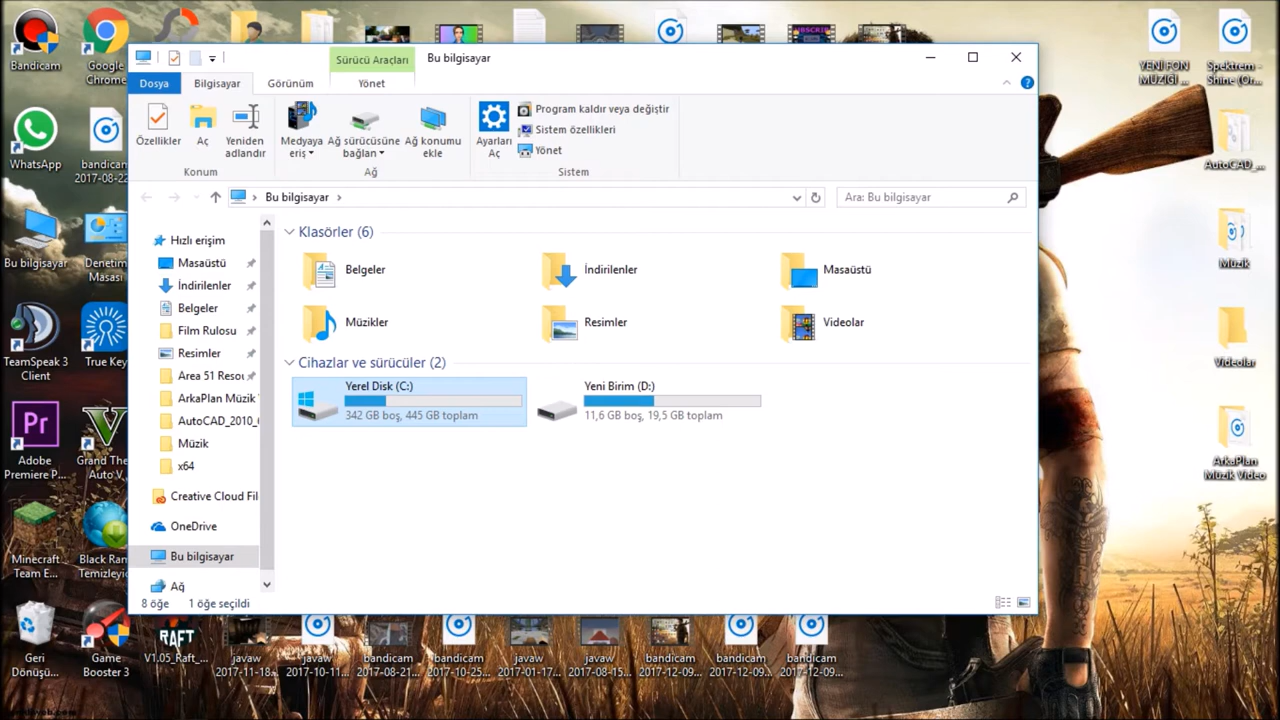 Bandicam
Google
Chrome
WhatsApp
bandicam
2017-08-22
Bu bilgisayar
Denetim
Masası
TeamSpeak 3
Client
True Key
Adobe
Premiere P...
Grand The
Auto V
Minecraft
Team E...
Black Ran
Temizleyic
Geri
Dönüşü...
Game
Booster 3
Sürücü Araçları
Bu bilgisayar
Dosya
Bilgisayar
Görünüm
Yönet
Özellikler
Aç
Yeniden
adlandır
Konum
Medyaya
eriş
Ağ sürücüsüne
bağlan
Ağ konumu
ekle
Ağ
Ayarları
Aç
Program kaldır veya değiştir
Sistem özellikleri
Yönet
Sistem
Bu bilgisayar
Ara: Bu bilgisayar
Hızlı erişim
Masaüstü
İndirilenler
Belgeler
Film Rulosu
Resimler
Area 51 Resou
ArkaPlan Müzik
AutoCAD_2010_
Müzik
x64
Creative Cloud Fil
OneDrive
Bu bilgisayar
Ağ
Klasörler (6)
Belgeler
İndirilenler
Masaüstü
Müzikler
Resimler
Videolar
Cihazlar ve sürücüler (2)
Yerel Disk (C:)
342 GB boş, 445 GB toplam
Yeni Birim (D:)
11,6 GB boş, 19,5 GB toplam
8 öğe
1 öğe seçildi
YENİ FON
MÜZİĞİ ...
Spektrem -
Shine (Or...
AutoCAD_...
Müzik
Videolar
ArkaPlan
Müzik Video
RAFT
V1.05_Raft_...
javaw
2017-11-18...
javaw
2017-10-11...
bandicam
2017-08-21...
bandicam
2017-10-25...
javaw
2017-01-17...
javaw
2017-08-15...
bandicam
2017-12-09...
bandicam
2017-12-09...
bandicam
2017-12-09...